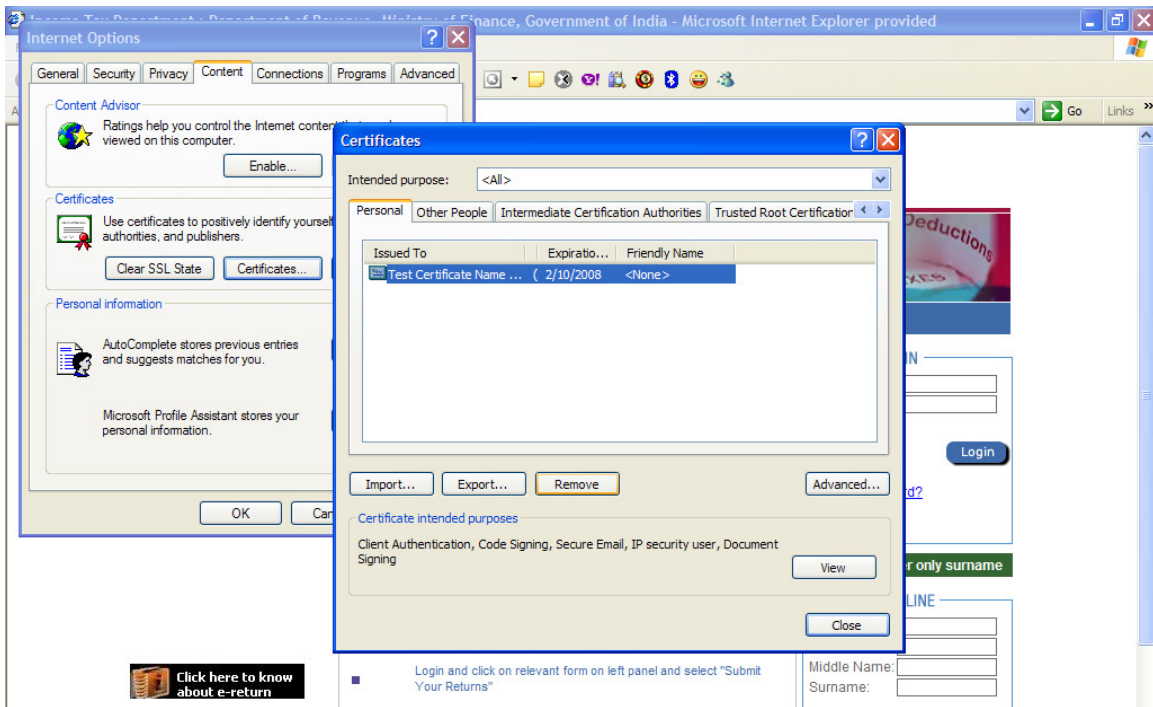 Income Tax Department : Department of Revenue, Ministry of Finance, Government of India - Microsoft Internet Explorer provided
Internet Options
General Security Privacy Content Connections Programs Advanced
Content Advisor
Ratings help you control the Internet content that can be
viewed on this computer.
Enable...
Certificates
Use certificates to positively identify yourself
authorities, and publishers.
Clear SSL State Certificates...
Personal information
AutoComplete stores previous entries
and suggests matches for you.
Microsoft Profile Assistant stores your
personal information.
OK Can
Go Links »
Certificates
Intended purpose: <All>
Personal Other People Intermediate Certification Authorities Trusted Root Certification
Issued To Expiratio... Friendly Name
Test Certificate Name ... ( 2/10/2008 <None>
Import... Export... Remove Advanced...
Certificate intended purposes
Client Authentication, Code Signing, Secure Email, IP security user, Document
Signing
View
Close
Deductions
IN
Login
rd?
r only surname
LINE
Middle Name:
Surname:
Click here to know
about e-return
Login and click on relevant form on left panel and select "Submit
Your Returns"